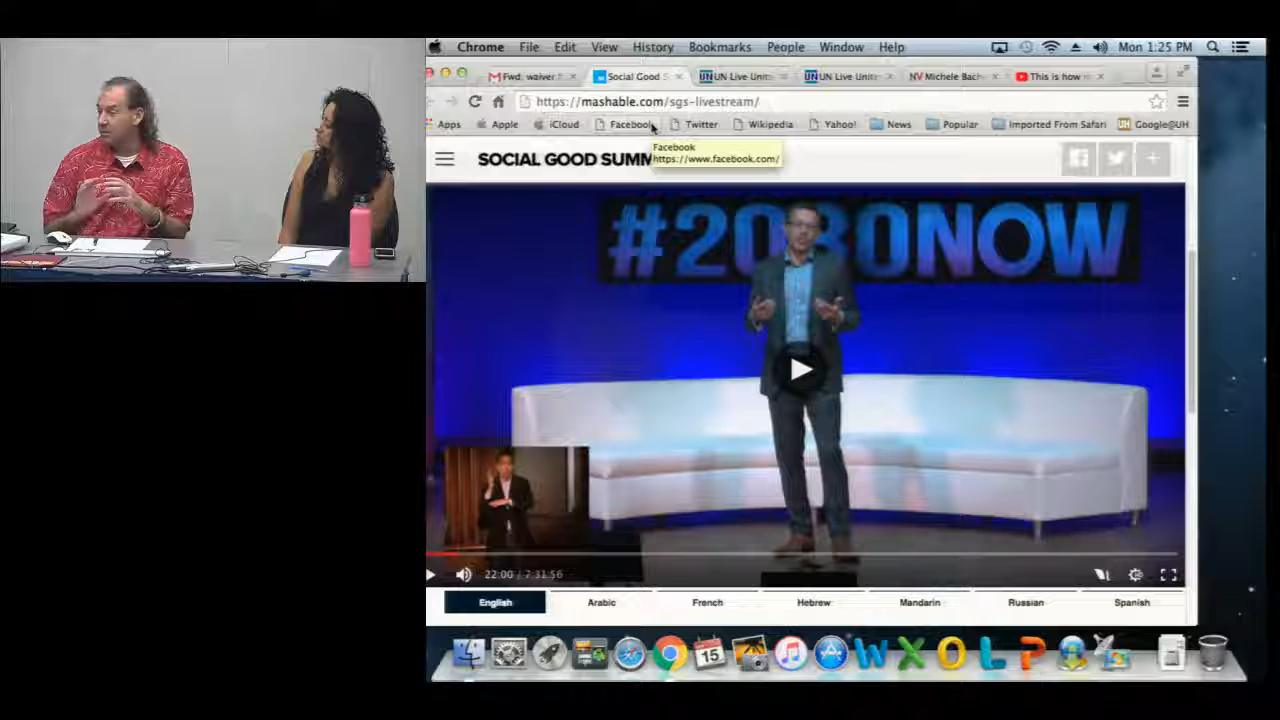 Chrome File Edit View History Bookmarks People Window Help Mon 1:25 PM
Fwd: waiver f Social Good S UN Live Unite UN Live Unite NV Michele Bach This is how
https://mashable.com/sgs-livestream/
Apps Apple iCloud Facebook Twitter Wikipedia Yahoo! News Popular Imported From Safari Google@UH
Facebook
https://www.facebook.com/
SOCIAL GOOD SUMM
#2030NOW
22:00 / 7:31:56
English Arabic French Hebrew Mandarin Russian Spanish
15